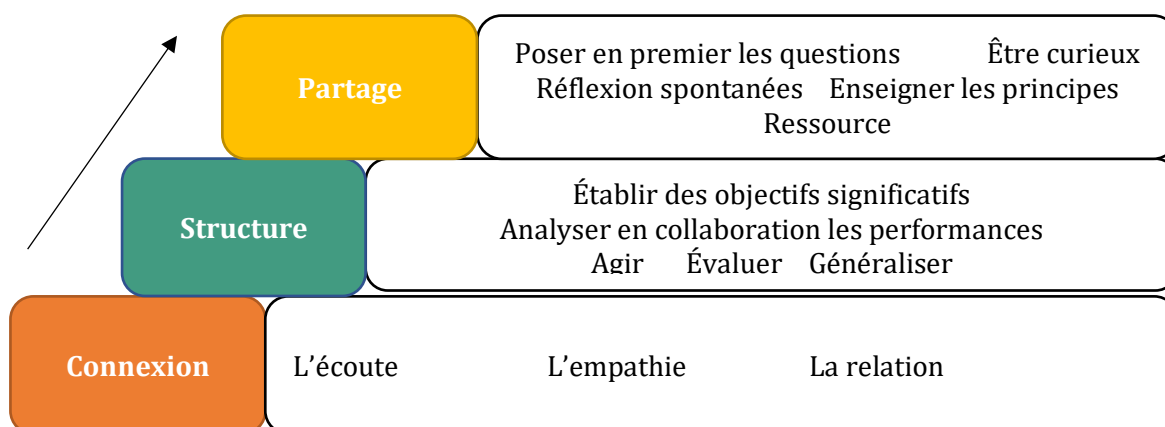 Partage
Poser en premier les questions Être curieux
Réflexion spontanées Enseigner les principes
Ressource
Structure
Établir des objectifs significatifs
Analyser en collaboration les performances
Agir Évaluer Généraliser
Connexion
L’écoute L’empathie La relation